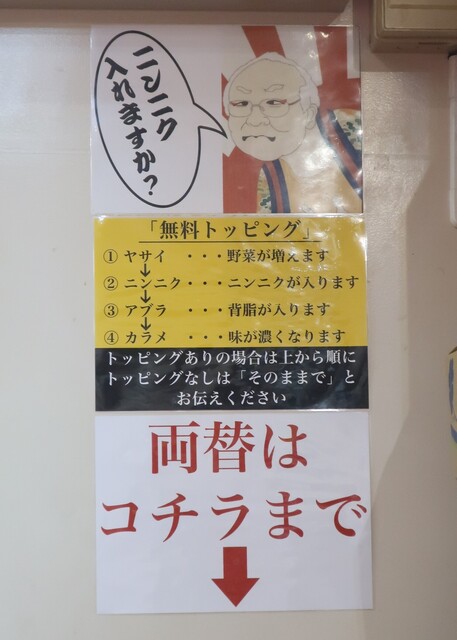 ニンニク
入れますか？
「無料トッピング」
① ヤサイ ・・・野菜が増えます
↓
② ニンニク・・・ニンニクが入ります
↓
③ アブラ ・・・背脂が入ります
↓
④ カラメ ・・・味が濃くなります
トッピングありの場合は上から順に
トッピングなしは「そのままで」と
お伝えください
両替は
コチラまで
↓